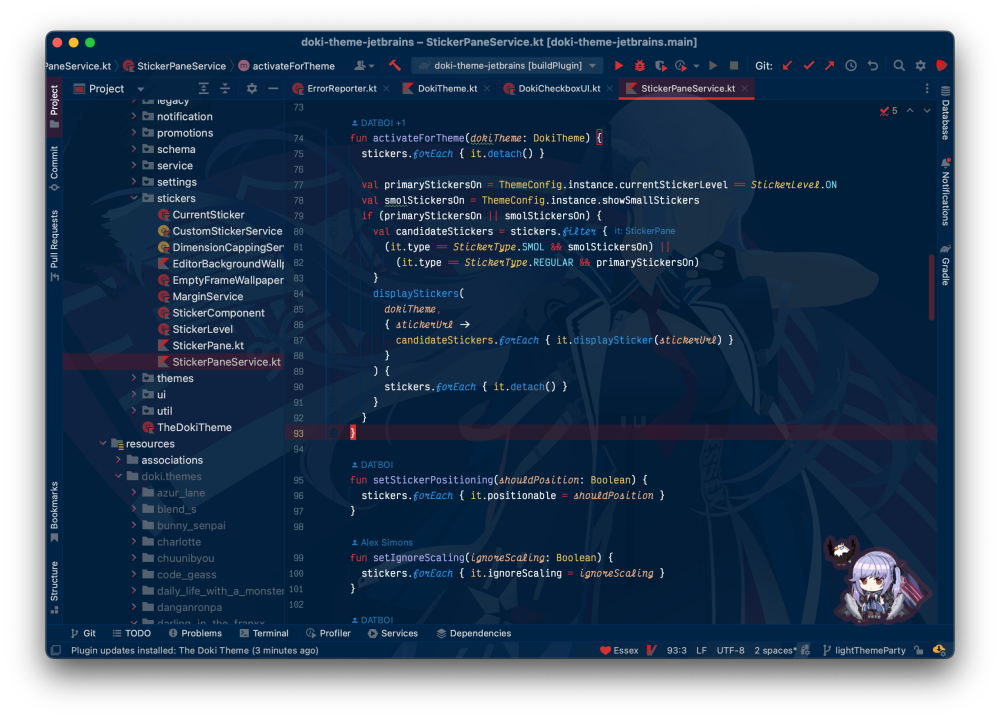 doki-theme-jetbrains – StickerPaneService.kt [doki-theme-jetbrains.main]
PaneService.kt StickerPaneService activateForTheme doki-theme-jetbrains [buildPlugin] Git:
Project ErrorReporter.kt DokiTheme.kt DokiCheckboxUI.kt StickerPaneService.kt
Project
Commit
Pull Requests
Bookmarks
Structure
legacy
notification
promotions
schema
service
settings
stickers
CurrentSticker
CustomStickerService
DimensionCappingSer
EditorBackgroundWallp
EmptyFrameWallpaper
MarginService
StickerComponent
StickerLevel
StickerPane.kt
StickerPaneService.kt
themes
ui
util
TheDokiTheme
resources
associations
doki.themes
azur_lane
blend_s
bunny_senpai
charlotte
chuunibyou
code_geass
daily_life_with_a_monster
danganronpa
darling_in_the_franxx
5
DATBOI +1
74 fun activateForTheme(dokiTheme: DokiTheme) {
75 stickers.forEach { it.detach() }
76
77 val primaryStickersOn = ThemeConfig.instance.currentStickerLevel == StickerLevel.ON
78 val smolStickersOn = ThemeConfig.instance.showSmallStickers
79 if (primaryStickersOn || smolStickersOn) {
80 val candidateStickers = stickers.filter { it: StickerPane
81 (it.type == StickerType.SMOL && smolStickersOn) ||
82 (it.type == StickerType.REGULAR && primaryStickersOn)
83 }
84 displayStickers(
85 dokiTheme,
86 { stickerUrl ->
87 candidateStickers.forEach { it.displaySticker(stickerUrl) }
88 }
89 ) {
90 stickers.forEach { it.detach() }
91 }
92 }
93 }
94
DATBOI
95 fun setStickerPositioning(shouldPosition: Boolean) {
96 stickers.forEach { it.positionable = shouldPosition }
97 }
98
Alex Simons
99 fun setIgnoreScaling(ignoreScaling: Boolean) {
100 stickers.forEach { it.ignoreScaling = ignoreScaling }
101 }
102
DATBOI
Database
Notifications
Gradle
Git TODO Problems Terminal Profiler Services Dependencies
Plugin updates installed: The Doki Theme (3 minutes ago) Essex 93:3 LF UTF-8 2 spaces* lightThemeParty